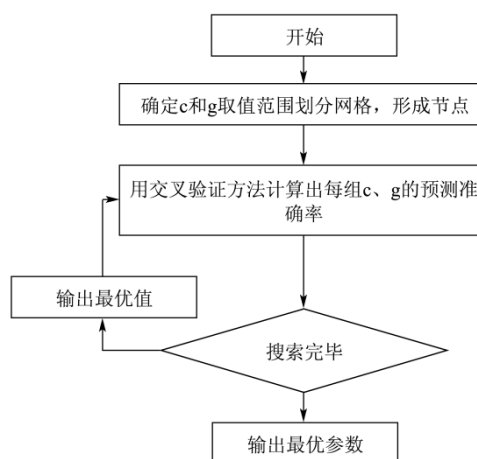 开始
确定c和g取值范围划分网格，形成节点
用交叉验证方法计算出每组c、g的预测准
确率
输出最优值
搜索完毕
输出最优参数